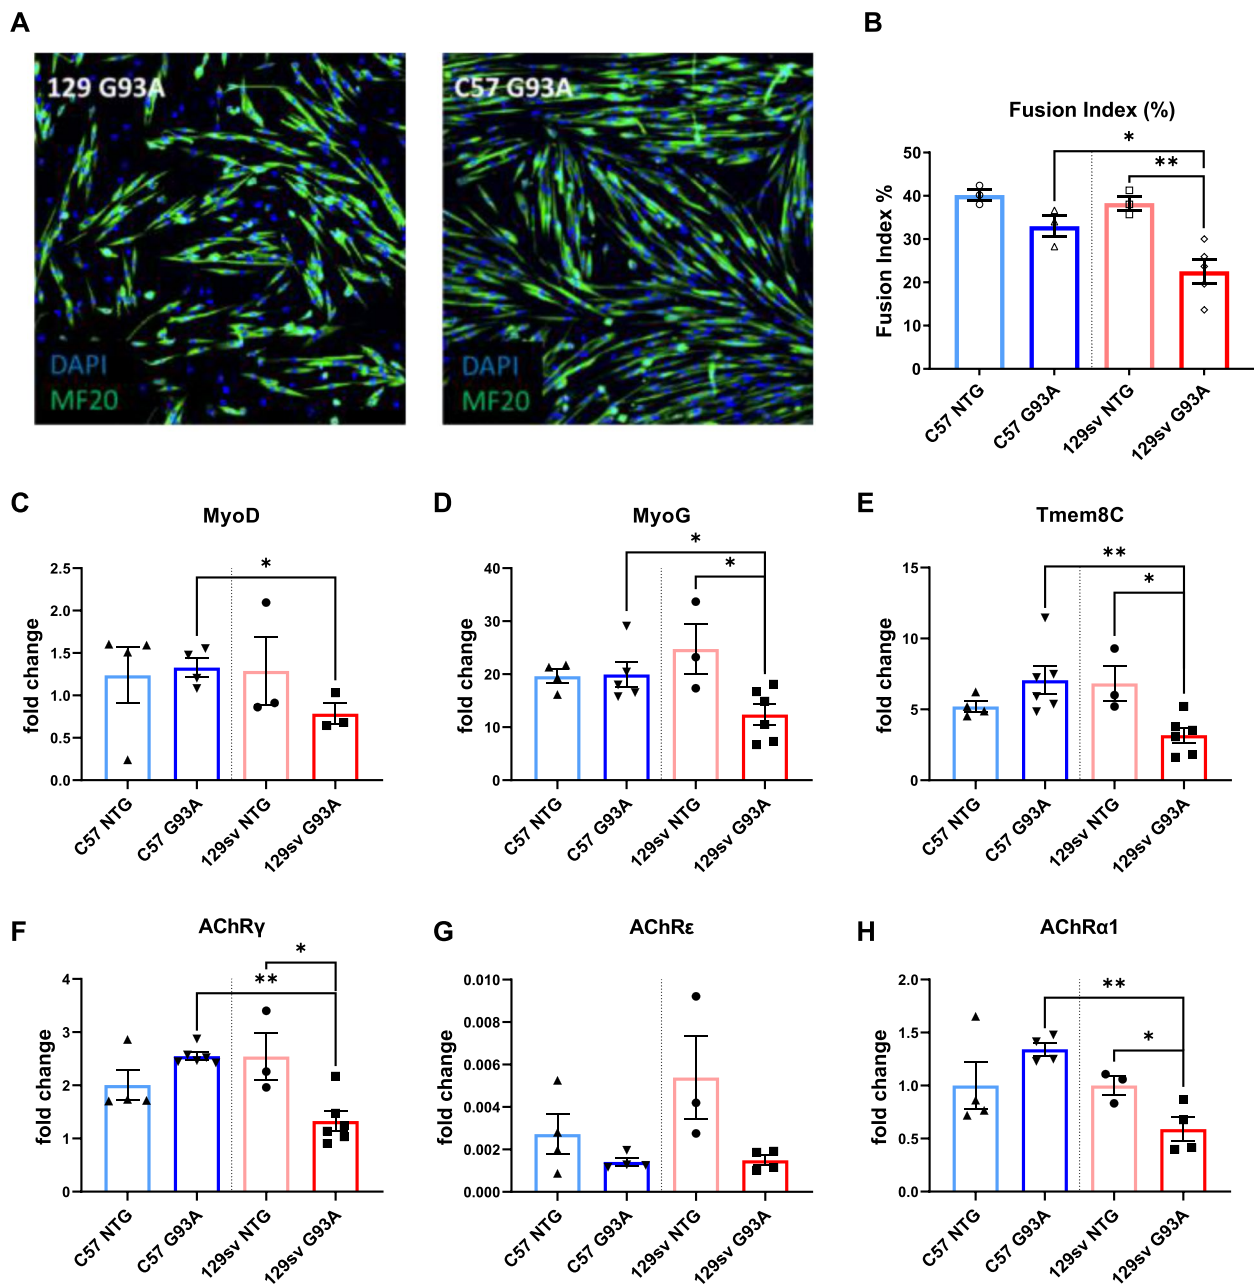 A
129 G93A
DAPI
MF20
C57 G93A
DAPI
MF20
B
Fusion Index (%)
Fusion Index %
50
40
30
20
10
0
*
**
C57 NTG
C57 G93A
129sv NTG
129sv G93A
C
MyoD
fold change
2.5
2.0
1.5
1.0
0.5
0.0
*
C57 NTG
C57 G93A
129sv NTG
129sv G93A
D
MyoG
fold change
40
30
20
10
0
*
*
C57 NTG
C57 G93A
129sv NTG
129sv G93A
E
Tmem8C
fold change
15
10
5
0
**
*
C57 NTG
C57 G93A
129sv NTG
129sv G93A
F
AChRγ
fold change
4
3
2
1
0
*
**
C57 NTG
C57 G93A
129sv NTG
129sv G93A
G
AChRε
fold change
0.010
0.008
0.006
0.004
0.002
0.000
C57 NTG
C57 G93A
129sv NTG
129sv G93A
H
AChRα1
fold change
2.0
1.5
1.0
0.5
0.0
**
*
C57 NTG
C57 G93A
129sv NTG
129sv G93A